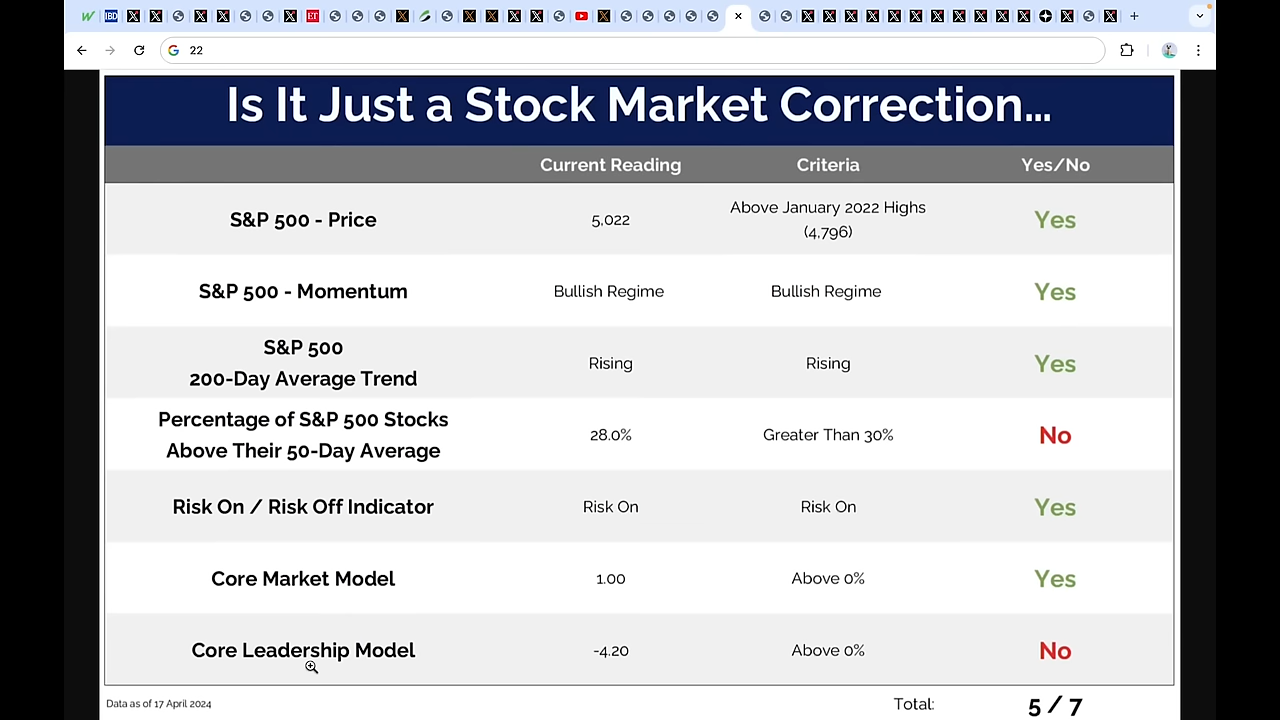 W IBD ET
22
Is It Just a Stock Market Correction...
Current Reading Criteria Yes/No
S&P 500 - Price 5,022 Above January 2022 Highs (4,796) Yes
S&P 500 - Momentum Bullish Regime Bullish Regime Yes
S&P 500
200-Day Average Trend Rising Rising Yes
Percentage of S&P 500 Stocks
Above Their 50-Day Average 28.0% Greater Than 30% No
Risk On / Risk Off Indicator Risk On Risk On Yes
Core Market Model 1.00 Above 0% Yes
Core Leadership Model -4.20 Above 0% No
Data as of 17 April 2024 Total: 5 / 7